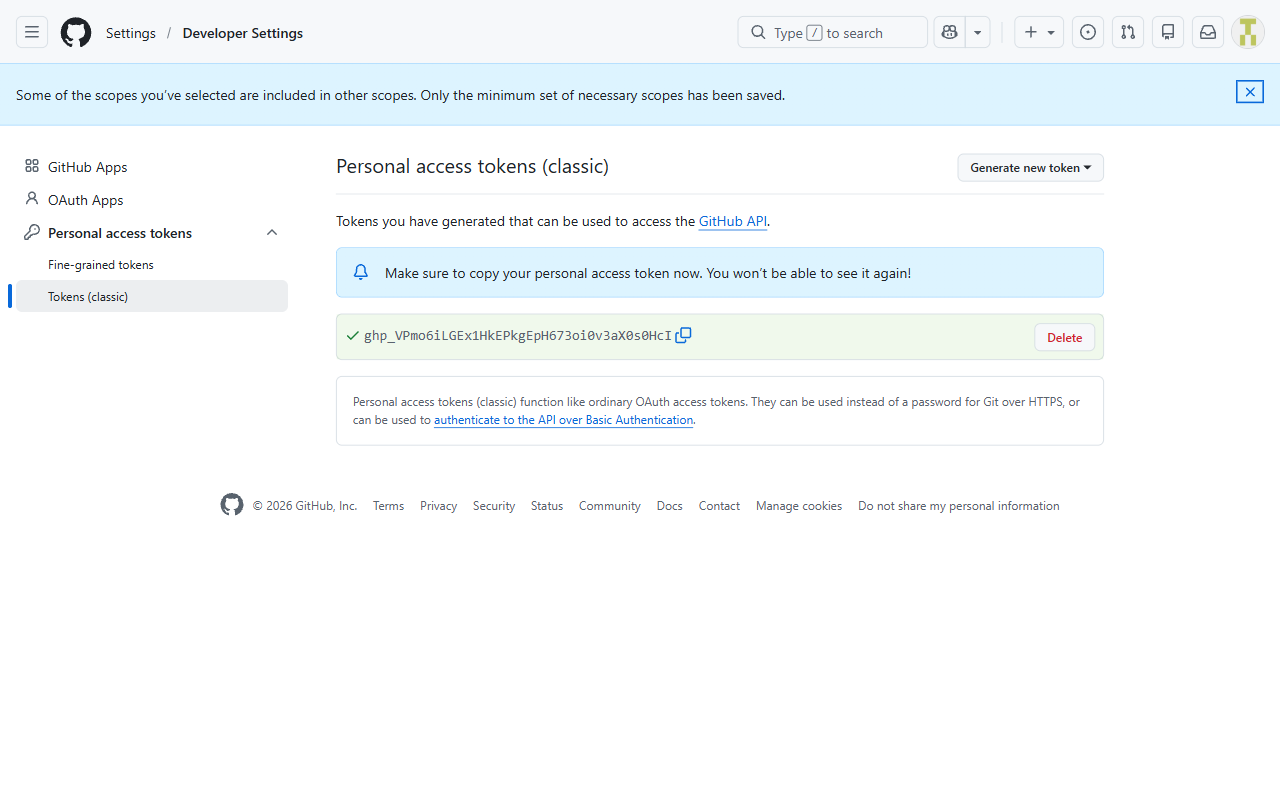 Settings / Developer Settings
Type / to search
Some of the scopes you've selected are included in other scopes. Only the minimum set of necessary scopes has been saved.
GitHub Apps
OAuth Apps
Personal access tokens
Fine-grained tokens
Tokens (classic)
Personal access tokens (classic)
Generate new token
Tokens you have generated that can be used to access the GitHub API.
Make sure to copy your personal access token now. You won't be able to see it again!
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
Delete
Personal access tokens (classic) function like ordinary OAuth access tokens. They can be used instead of a password for Git over HTTPS, or
can be used to authenticate to the API over Basic Authentication.
© 2026 GitHub, Inc. Terms Privacy Security Status Community Docs Contact Manage cookies Do not share my personal information